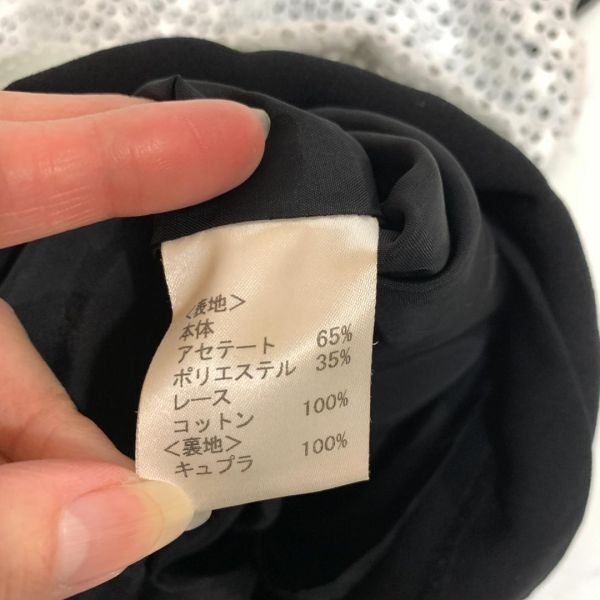 <表地>
本体
アセテート 65%
ポリエステル 35%
レース
コットン 100%
<裏地>
キュプラ 100%